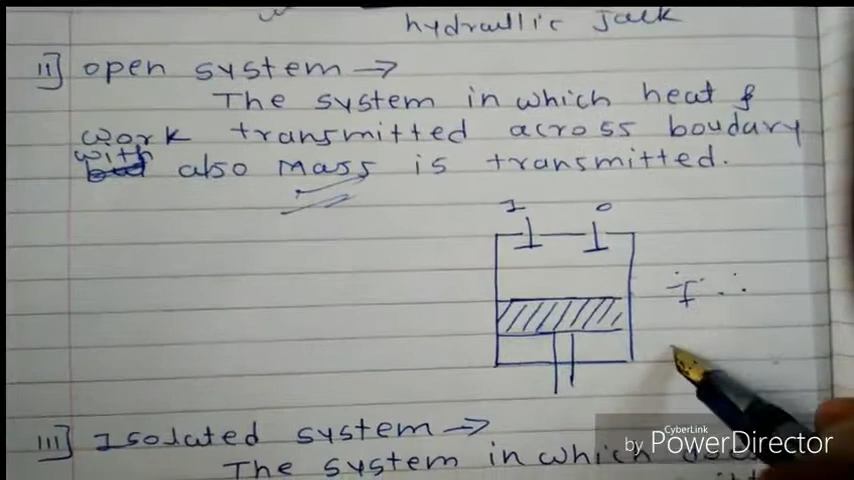 hydraullic Jack
II] open system →
The system in which heat &
work transmitted across boudary
with also Mass is transmitted.
I O
III] Isolated system →
The system in which
CyberLink
by PowerDirector